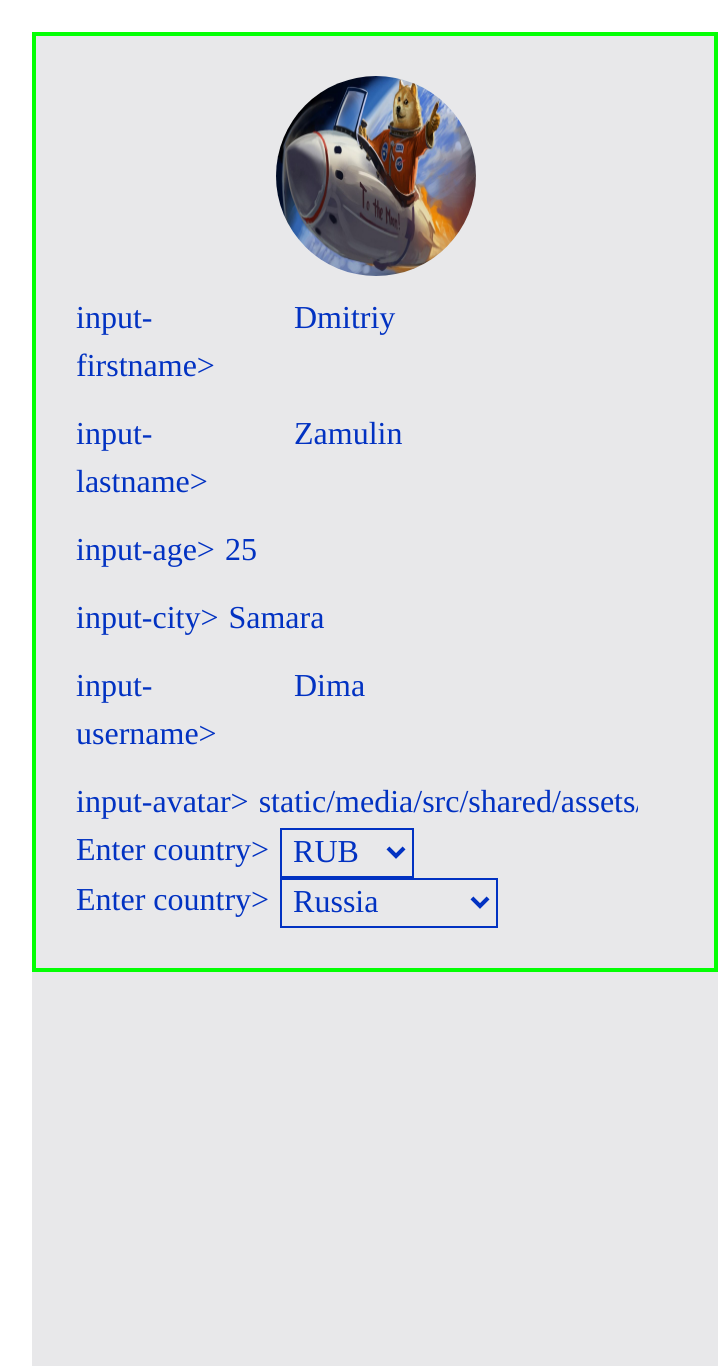 To the Moon!
input- Dmitriy
firstname>
input- Zamulin
lastname>
input-age> 25
input-city> Samara
input- Dima
username>
input-avatar> static/media/src/shared/assets/
Enter country> RUB
Enter country> Russia